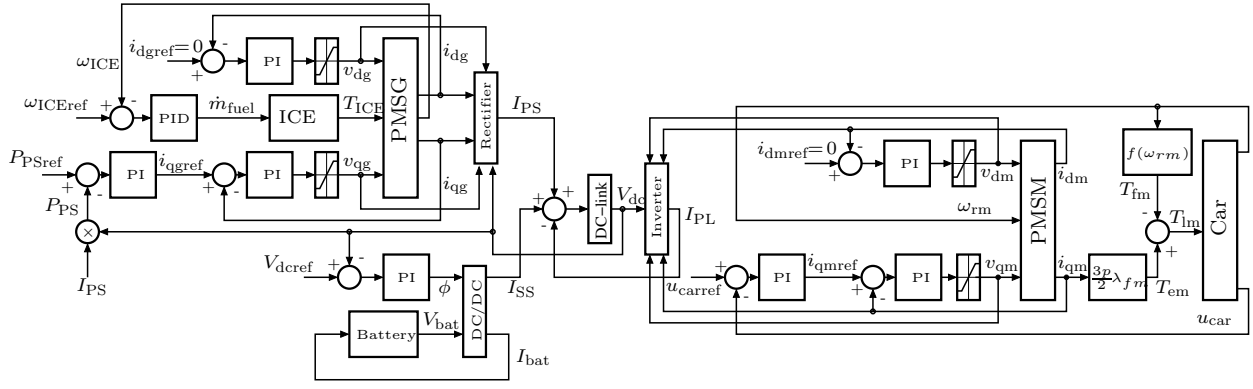 i_dgref=0
-
+
PI
v_dg
i_dg
ω_ICE
ω_ICEref
+
-
PID
ṁ_fuel
ICE
T_ICE
PMSG
Rectifier
I_PS
P_PSref
+
-
PI
i_qgref
+
-
PI
v_qg
i_qg
P_PS
×
I_PS
V_dcref
+
-
PI
ϕ
DC/DC
I_SS
Battery
V_bat
I_bat
+
+
-
DC-link
V_dc
Inverter
I_PL
i_dmref=0
-
+
PI
v_dm
i_dm
ω_rm
PMSM
u_carref
+
-
PI
i_qmref
+
-
PI
v_qm
i_qm
3p/2 λ_fm
T_em
f(ω_rm)
T_fm
-
+
T_lm
Car
u_car